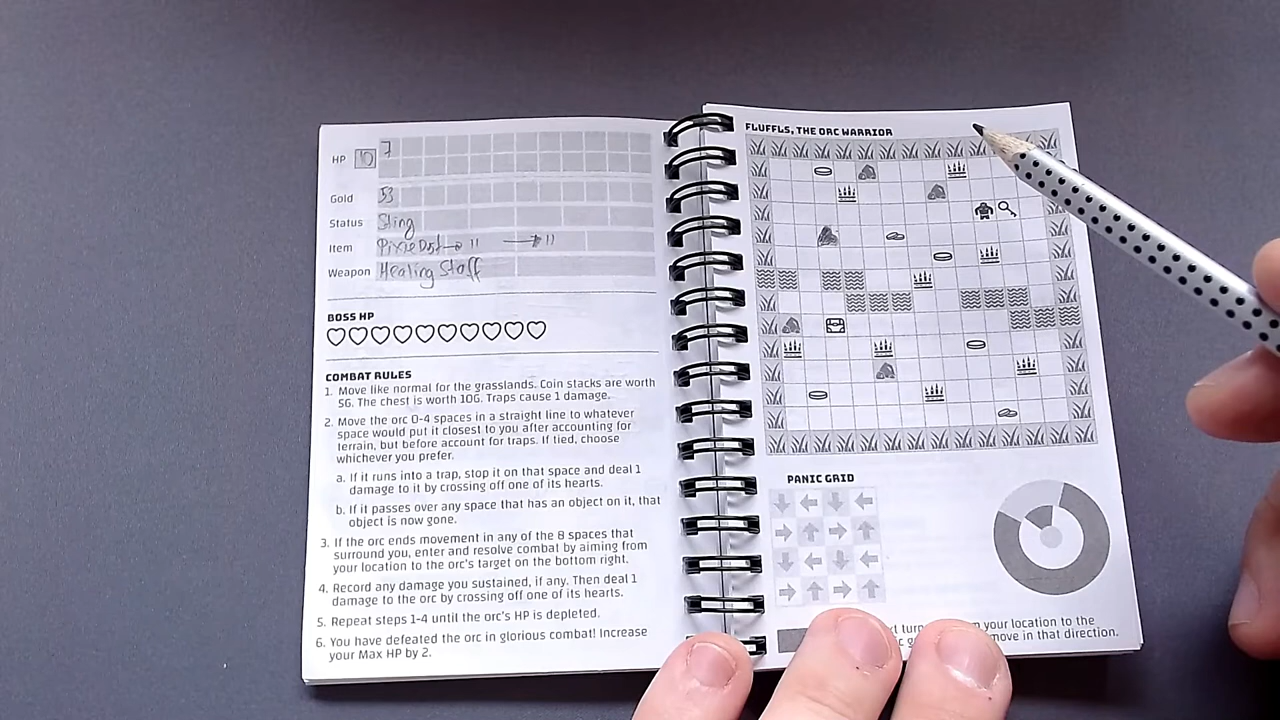 HP 10 7
Gold 53
Status Sting
Item Pixie Dust → 11 → 11
Weapon Healing Staff
BOSS HP
COMBAT RULES
1. Move like normal for the grasslands. Coin stacks are worth
5G. The chest is worth 10G. Traps cause 1 damage.
2. Move the orc 0-4 spaces in a straight line to whatever
space would put it closest to you after accounting for
terrain, but before account for traps. If tied, choose
whichever you prefer.
a. If it runs into a trap, stop it on that space and deal 1
damage to it by crossing off one of its hearts.
b. If it passes over any space that has an object on it, that
object is now gone.
3. If the orc ends movement in any of the 8 spaces that
surround you, enter and resolve combat by aiming from
your location to the orc's target on the bottom right.
4. Record any damage you sustained, if any. Then deal 1
damage to the orc by crossing off one of its hearts.
5. Repeat steps 1-4 until the orc's HP is depleted.
6. You have defeated the orc in glorious combat! Increase
your Max HP by 2.
FLUFFLS, THE ORC WARRIOR
PANIC GRID
your location to the
move in that direction.